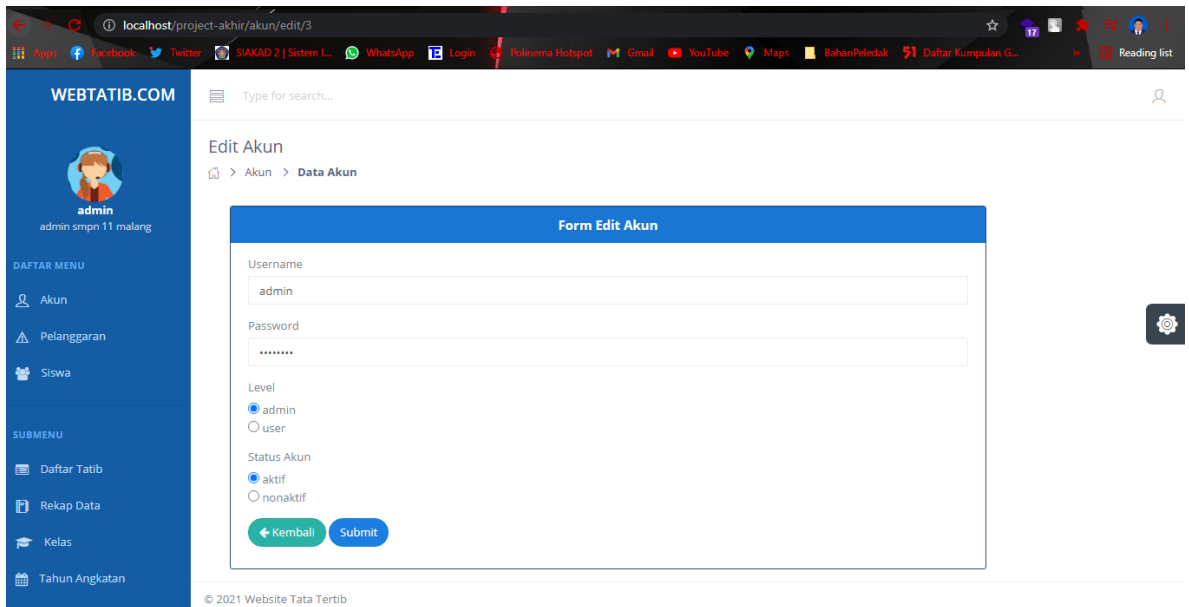 localhost/project-akhir/akun/edit/3
17
Apps Facebook Twitter SIAKAD 2 | Sistem I... WhatsApp Login Polinema Hotspot Gmail YouTube Maps BahanPeledak 51 Daftar Kumpulan G... » Reading list
WEBTATIB.COM
Type for search...
admin
admin smpn 11 malang
DAFTAR MENU
Akun
Pelanggaran
Siswa
SUBMENU
Daftar Tatib
Rekap Data
Kelas
Tahun Angkatan
Edit Akun
> Akun > Data Akun
Form Edit Akun
Username
admin
Password
••••••••
Level
admin
user
Status Akun
aktif
nonaktif
Kembali Submit
© 2021 Website Tata Tertib